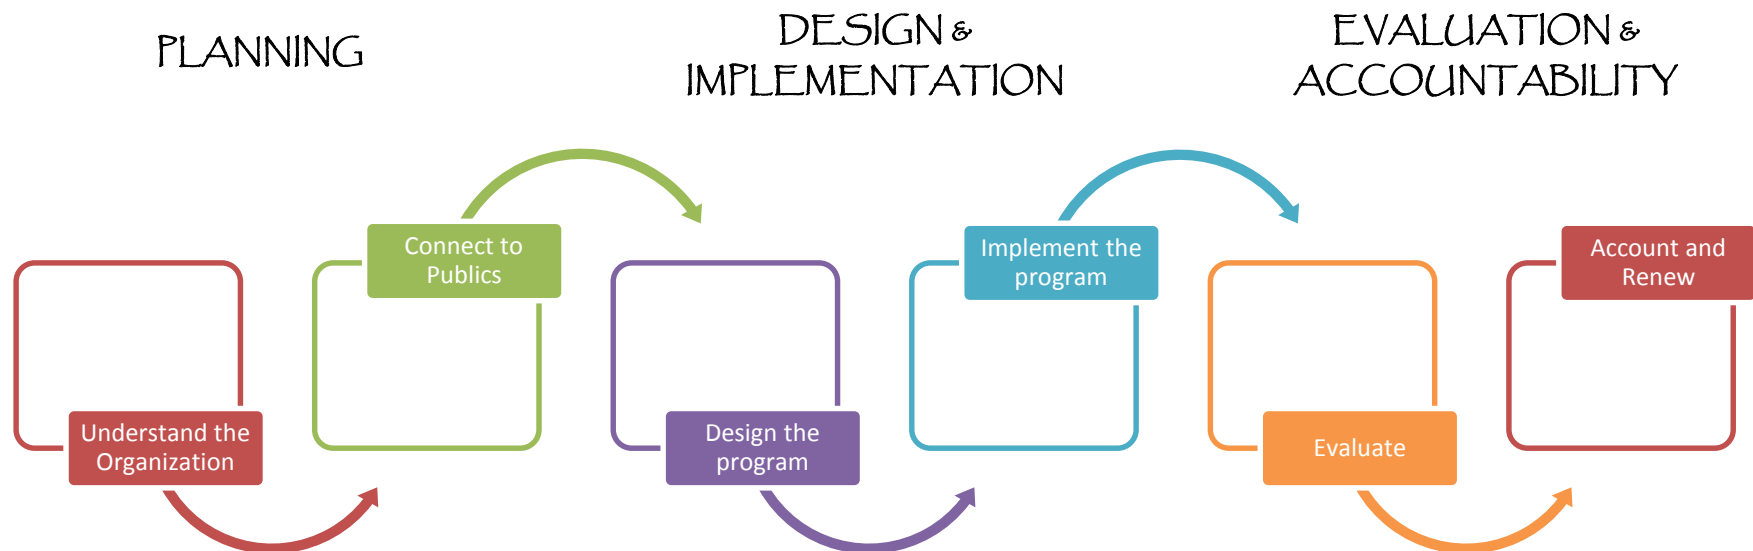 PLANNING
DESIGN &
IMPLEMENTATION
EVALUATION &
ACCOUNTABILITY
Understand the
Organization
Connect to
Publics
Design the
program
Implement the
program
Evaluate
Account and
Renew